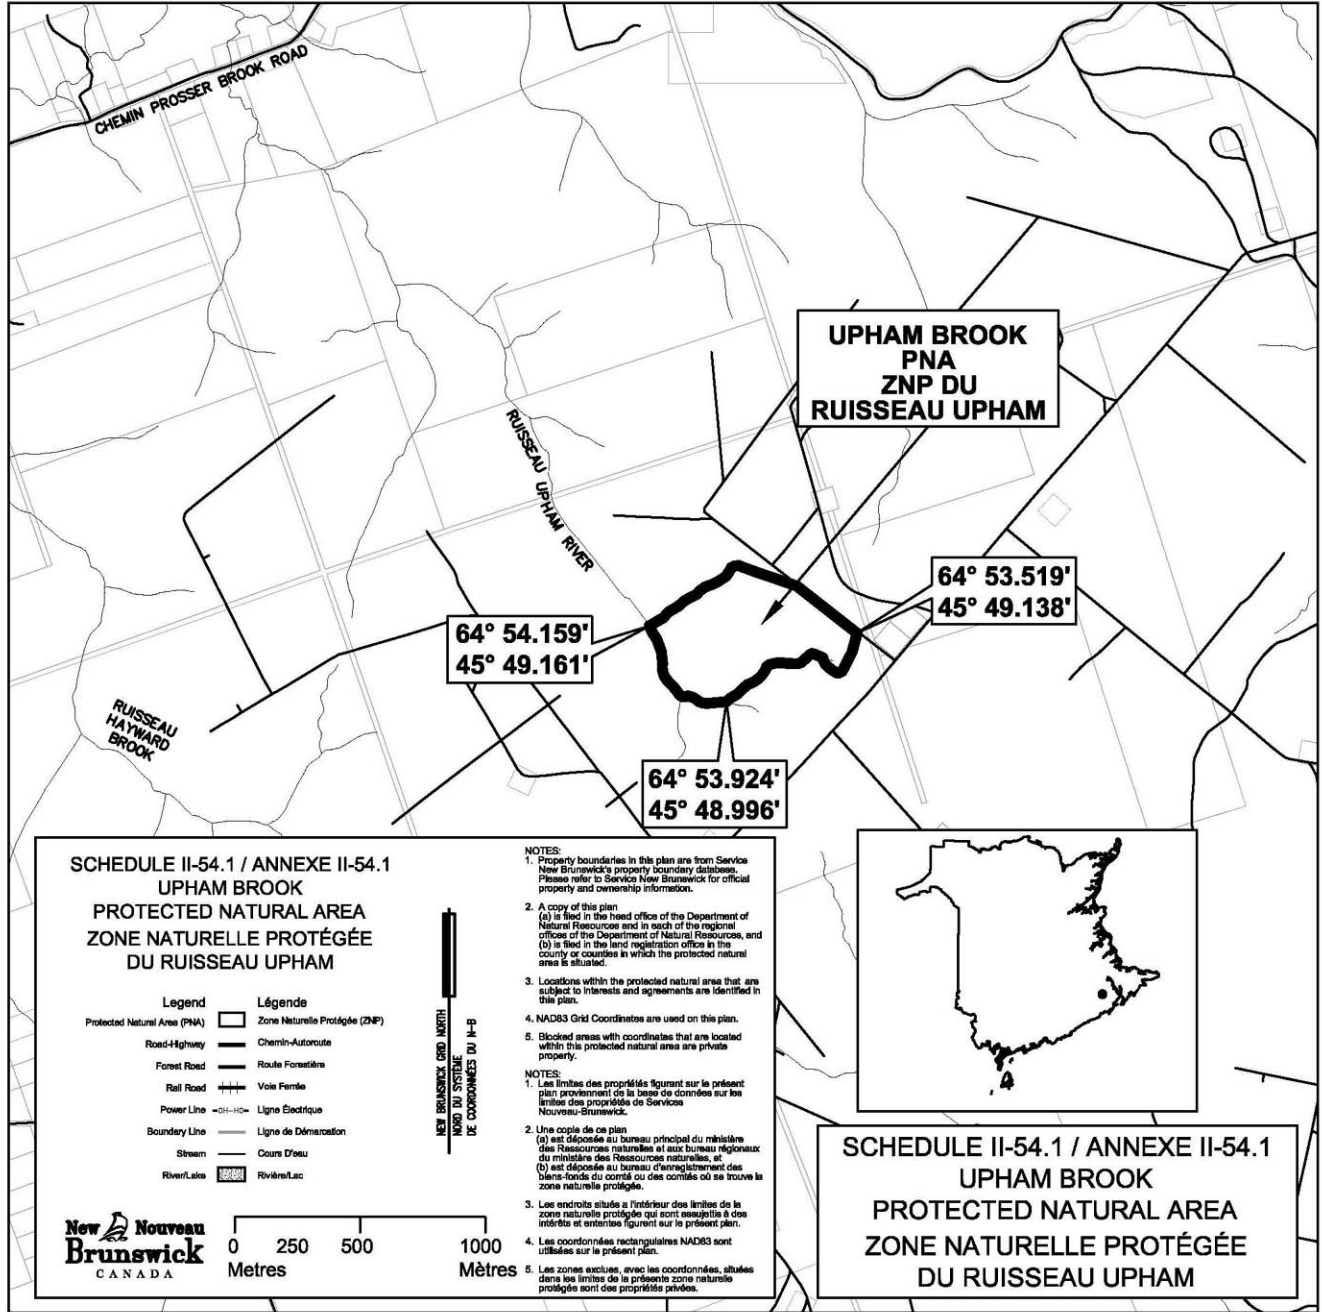 CHEMIN PROSSER BROOK ROAD
UPHAM BROOK
PNA
ZNP DU
RUISSEAU UPHAM
RUISSEAU UPHAM RIVER
64° 53.519'
45° 49.138'
64° 54.159'
45° 49.161'
64° 53.924'
45° 48.996'
RUISSEAU
HAYWARD
BROOK
SCHEDULE II-54.1 / ANNEXE II-54.1
UPHAM BROOK
PROTECTED NATURAL AREA
ZONE NATURELLE PROTÉGÉE
DU RUISSEAU UPHAM
Legend Légende
Protected Natural Area (PNA) Zone Naturelle Protégée (ZNP)
Road-Highway Chemin-Autoroute
Forest Road Route Forestière
Rail Road Voie Ferrée
Power Line -OH-HO- Ligne Électrique
Boundary Line Ligne de Démarcation
Stream Cours D'eau
River/Lake Rivière/Lac
NEW BRUNSWICK GRID NORTH
NORD DU SYSTÈME
DE COORDONNÉES DU N-B
New Nouveau
Brunswick
CANADA
0 250 500 1000
Metres Mètres
NOTES:
1. Property boundaries in this plan are from Service
New Brunswick's property boundary database.
Please refer to Service New Brunswick for official
property and ownership information.
2. A copy of this plan
(a) is filed in the head office of the Department of
Natural Resources and in each of the regional
offices of the Department of Natural Resources, and
(b) is filed in the land registration office in the
county or counties in which the protected natural
area is situated.
3. Locations within the protected natural area that are
subject to interests and agreements are identified in
this plan.
4. NAD83 Grid Coordinates are used on this plan.
5. Blocked areas with coordinates that are located
within this protected natural area are private
property.
NOTES:
1. Les limites des propriétés figurant sur le présent
plan proviennent de la base de données sur les
limites des propriétés de Services
Nouveau-Brunswick.
2. Une copie de ce plan
(a) est déposée au bureau principal du ministère
des Ressources naturelles et aux bureau régionaux
du ministère des Ressources naturelles, et
(b) est déposée au bureau d'enregistrement des
biens-fonds du comté ou des comtés où se trouve la
zone naturelle protégée.
3. Les endroits situés a l'intérieur des limites de la
zone naturelle protégée qui sont assujettis à des
intérêts et ententes figurent sur le présent plan.
4. Les coordonnées rectangulaires NAD83 sont
utilisées sur le présent plan.
5. Les zones exclues, avec les coordonnées, situées
dans les limites de la présente zone naturelle
protégée sont des propriétés privées.
SCHEDULE II-54.1 / ANNEXE II-54.1
UPHAM BROOK
PROTECTED NATURAL AREA
ZONE NATURELLE PROTÉGÉE
DU RUISSEAU UPHAM